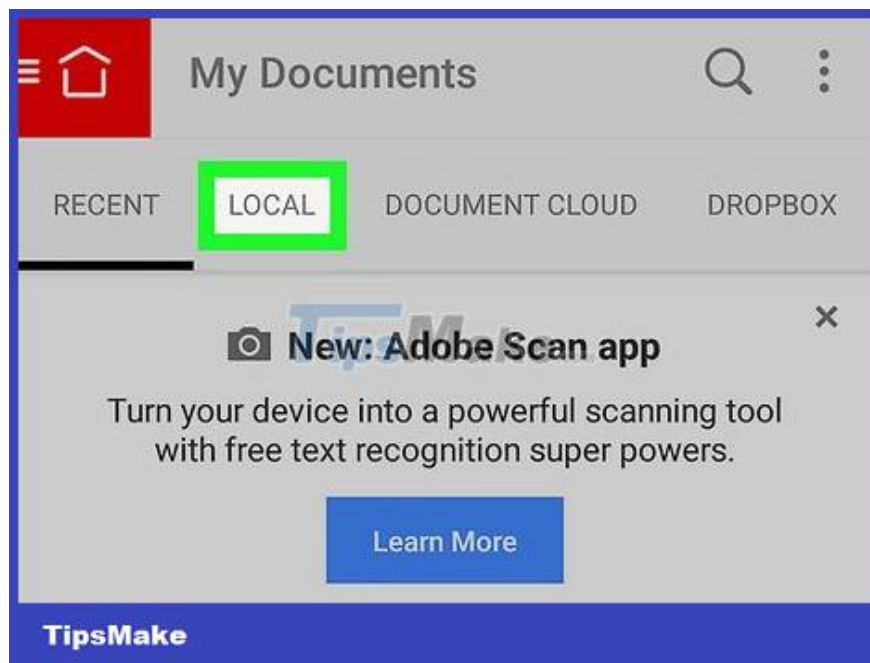 My Documents
RECENT LOCAL DOCUMENT CLOUD DROPBOX
TipsMake
New: Adobe Scan app
Turn your device into a powerful scanning tool
with free text recognition super powers.
Learn More
TipsMake